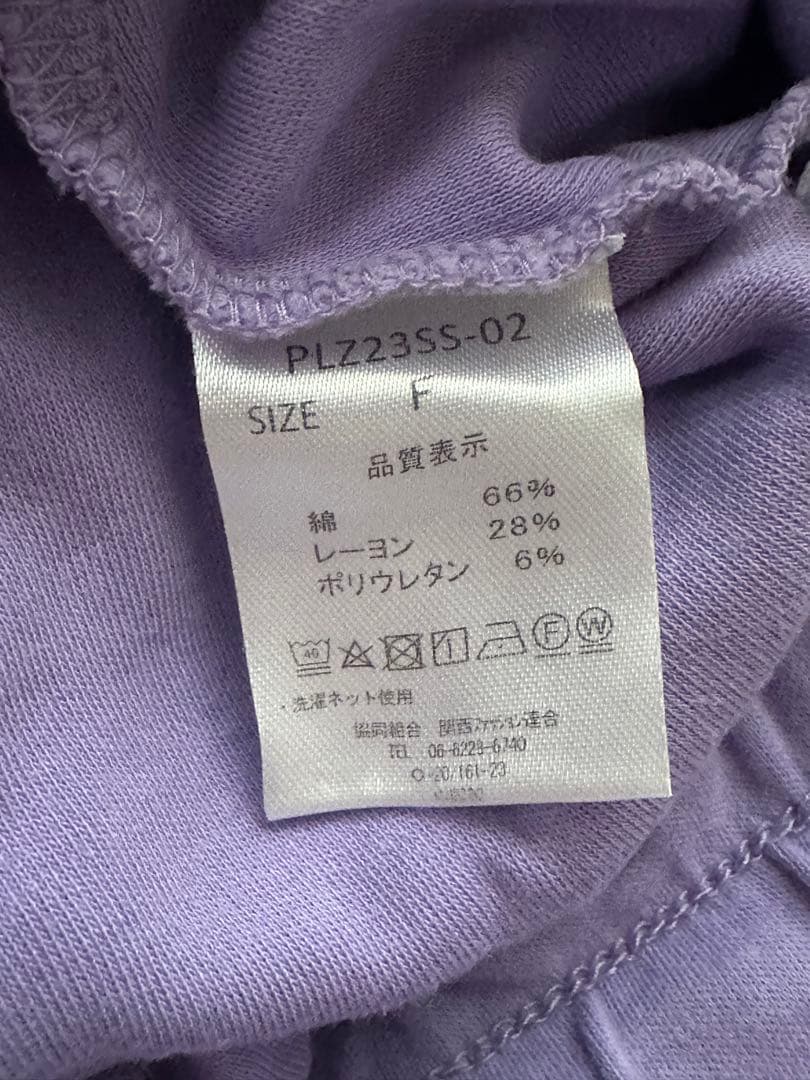 PLZ23SS-02
SIZE F
品質表示
綿 66%
レーヨン 28%
ポリウレタン 6%
40 F W
・洗濯ネット使用
協同組合 関西ファッション連合
TEL 06-6228-6740